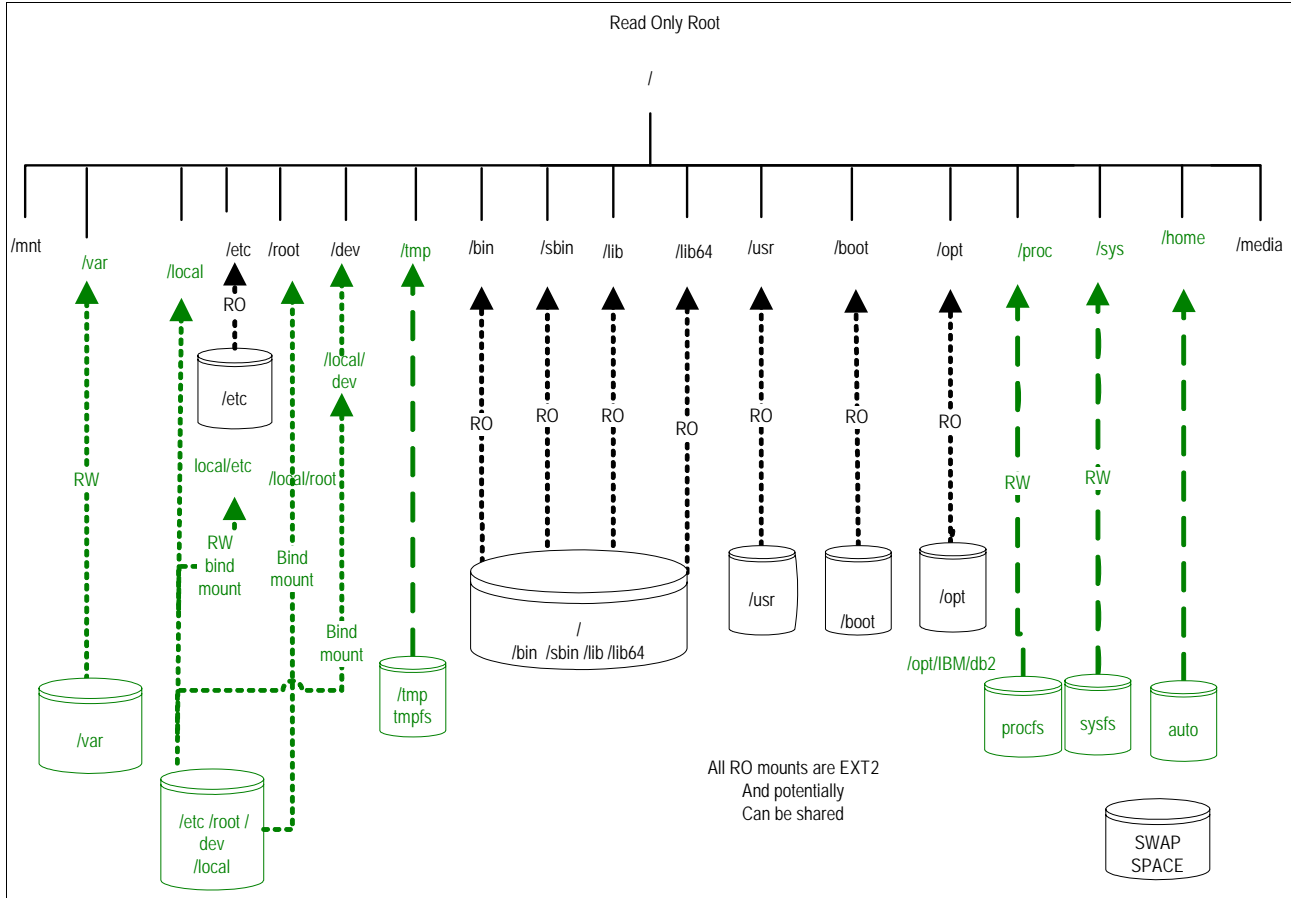 Read Only Root
/
/mnt
/var
/local
/etc
/root
/dev
/tmp
/bin
/sbin
/lib
/lib64
/usr
/boot
/opt
/proc
/sys
/home
/media
RO
/etc
/local/
dev
local/etc
/local/root
RW
RW
bind
mount
Bind
mount
Bind
mount
RO
RO
RO
RO
RO
RO
RO
RW
RW
/var
/etc /root /
dev
/local
/tmp
tmpfs
/
/bin /sbin /lib /lib64
/usr
/boot
/opt
/opt/IBM/db2
procfs
sysfs
auto
All RO mounts are EXT2
And potentially
Can be shared
SWAP
SPACE